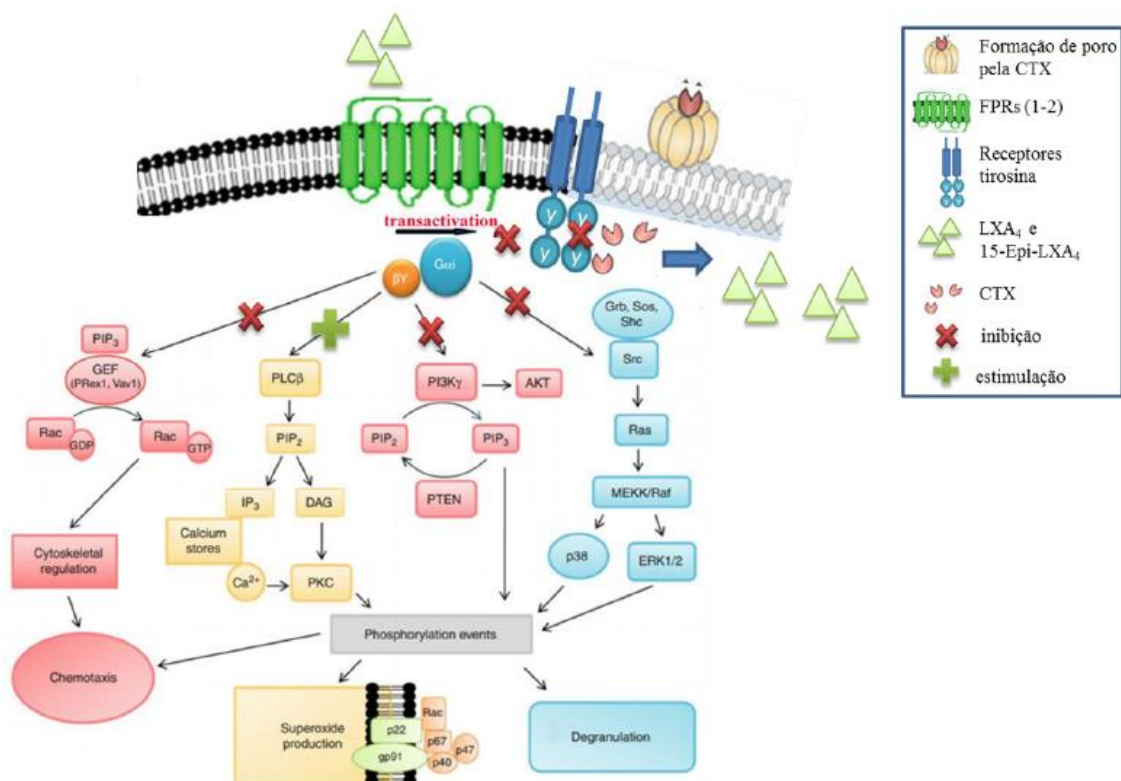 transactivation
βY
Gαi
y
y
y
y
PIP3
GEF
(PRex1, Vav1)
Rac
GDP
Rac
GTP
Cytoskeletal
regulation
Chemotaxis
PLCβ
PIP2
IP3
DAG
Calcium
stores
Ca2+
PKC
PI3Kγ
AKT
PIP2
PIP3
PTEN
Grb, Sos,
Shc
Src
Ras
MEKK/Raf
p38
ERK1/2
Phosphorylation events
Superoxide
production
p22
gp91
Rac
p67
p47
p40
Degranulation
Formação de poro
pela CTX
FPRs (1-2)
Receptores
tirosina
y
y
y
y
LXA4 e
15-Epi-LXA4
CTX
inibição
estimulação